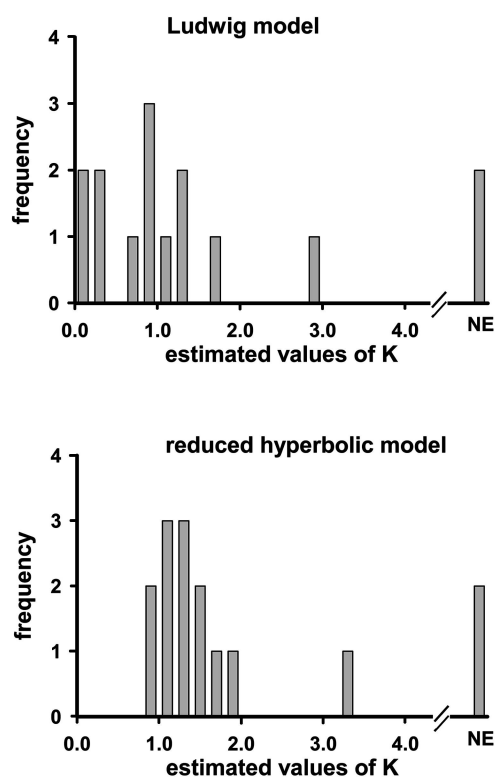 Ludwig model
4
3
2
1
0
frequency
0.0 1.0 2.0 3.0 4.0 NE
estimated values of K
reduced hyperbolic model
4
3
2
1
0
frequency
0.0 1.0 2.0 3.0 4.0 NE
estimated values of K